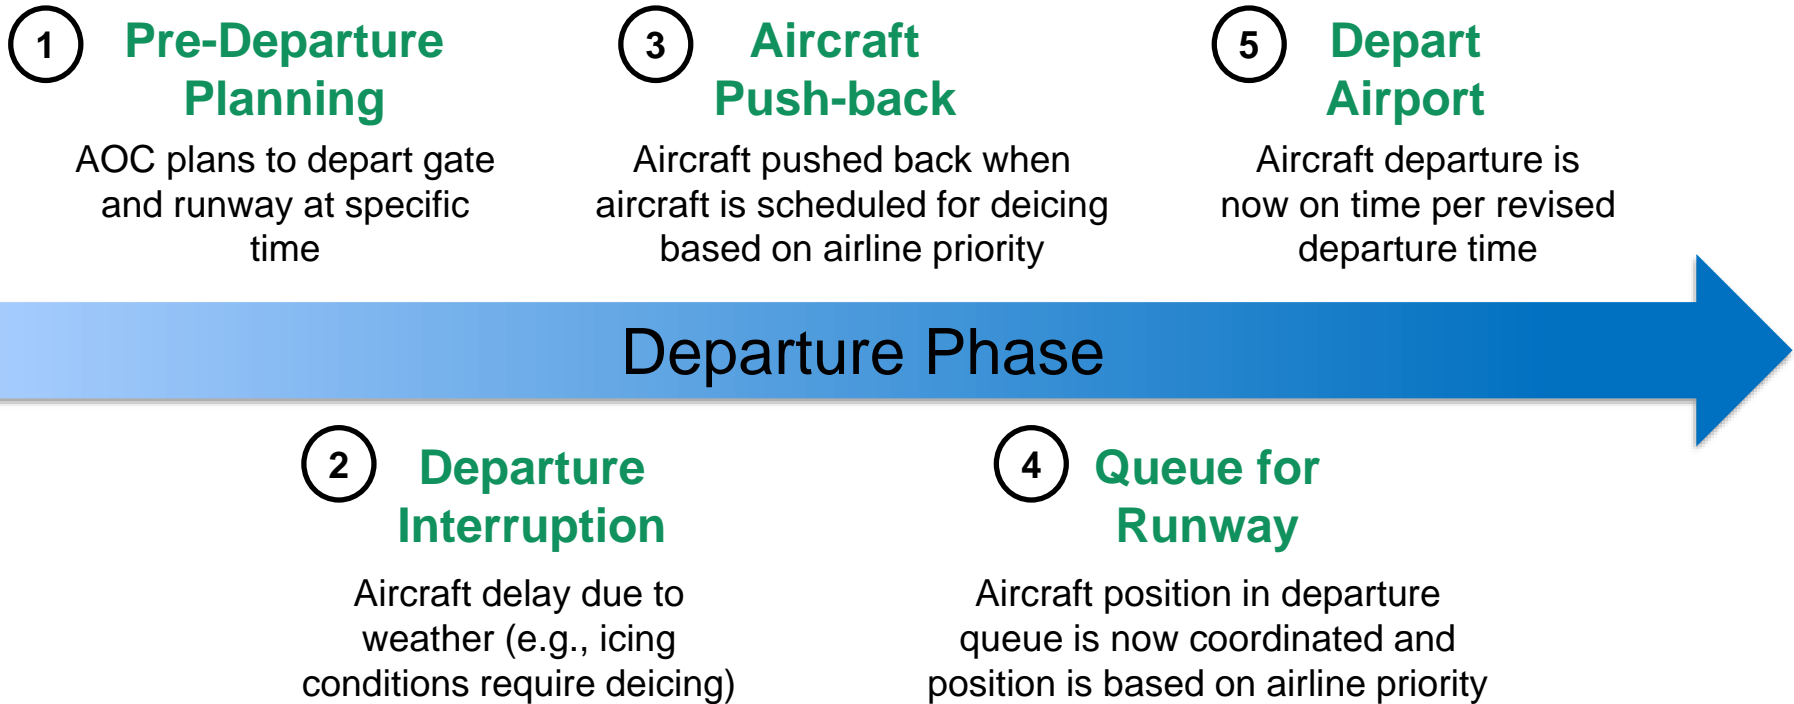 1
Pre-Departure
Planning
AOC plans to depart gate
and runway at specific
time
3
Aircraft
Push-back
Aircraft pushed back when
aircraft is scheduled for deicing
based on airline priority
5
Depart
Airport
Aircraft departure is
now on time per revised
departure time
Departure Phase
2
Departure
Interruption
Aircraft delay due to
weather (e.g., icing
conditions require deicing)
4
Queue for
Runway
Aircraft position in departure
queue is now coordinated and
position is based on airline priority